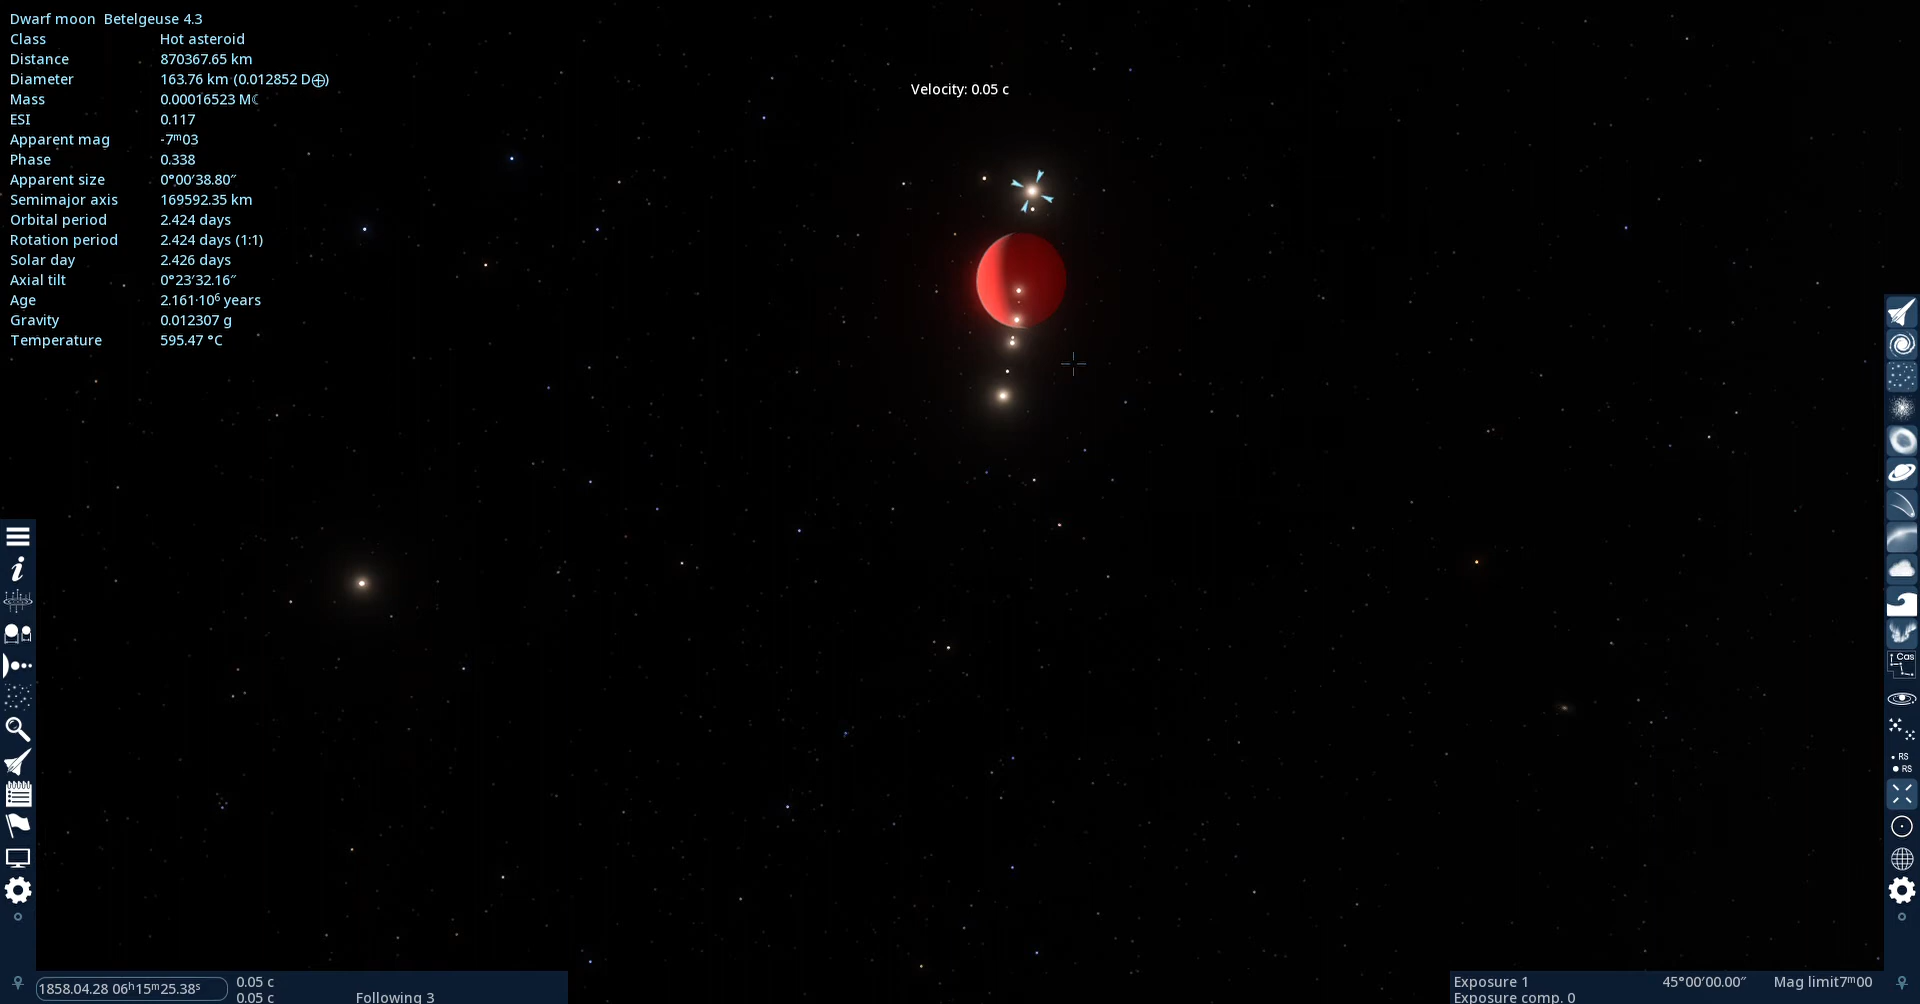 Dwarf moon Betelgeuse 4.3
Class Hot asteroid
Distance 870367.65 km
Diameter 163.76 km (0.012852 D⊕)
Mass 0.00016523 M☾
ESI 0.117
Apparent mag -7ᵐ03
Phase 0.338
Apparent size 0°00′38.80″
Semimajor axis 169592.35 km
Orbital period 2.424 days
Rotation period 2.424 days (1:1)
Solar day 2.426 days
Axial tilt 0°23′32.16″
Age 2.161·10⁶ years
Gravity 0.012307 g
Temperature 595.47 °C
Velocity: 0.05 c
Cas
RS
RS
1858.04.28 06ʰ15ᵐ25.38ˢ
0.05 c
0.05 c Following 3
Exposure 1 45°00′00.00″ Mag limit7ᵐ00
Exposure comp. 0